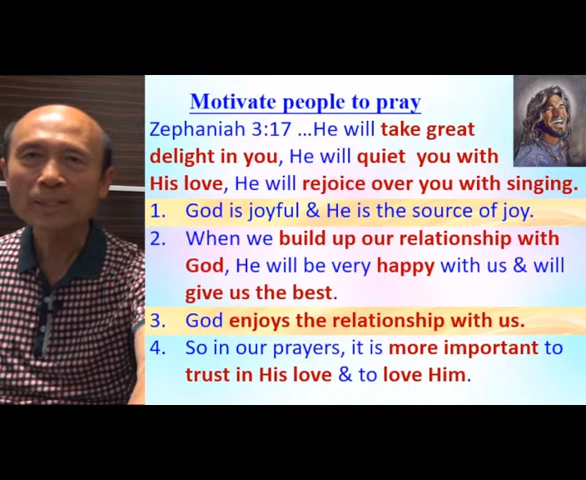 Motivate people to pray
Zephaniah 3:17 ...He will take great
delight in you, He will quiet you with
His love, He will rejoice over you with singing.
1. God is joyful & He is the source of joy.
2. When we build up our relationship with
God, He will be very happy with us & will
give us the best.
3. God enjoys the relationship with us.
4. So in our prayers, it is more important to
trust in His love & to love Him.